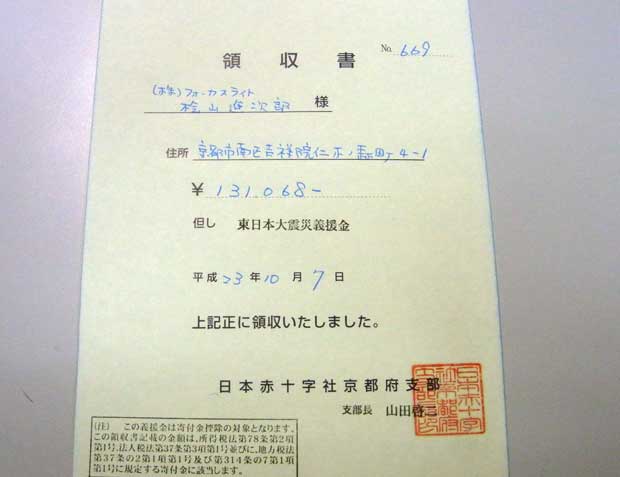 No. 669
領収書
(株)フォーカスライト
桧山 次郎 様
住所 京都市南区吉祥院仁木ノ森町4-1
¥131,068-
但し 東日本大震災義援金
平成23年10月7日
上記正に領収いたしました。
日本赤十字社京都府支部
支部長 山田啓二
(注) この義援金は寄付金控除の対象となります。
この領収書記載の金額は、所得税法第78条第2項
第1号、法人税法第37条第3項第1号並びに、地方税法
第37条の2第1項第1号及び第314条の7第1項
第1号に規定する寄付金に該当します。